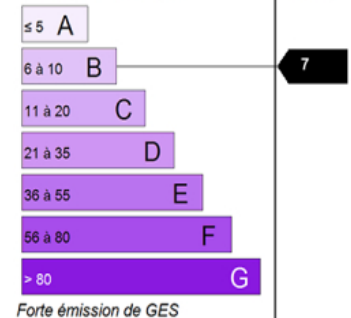 ≤ 5 A
6 à 10 B 7
11 à 20 C
21 à 35 D
36 à 55 E
56 à 80 F
> 80 G
Forte émission de GES